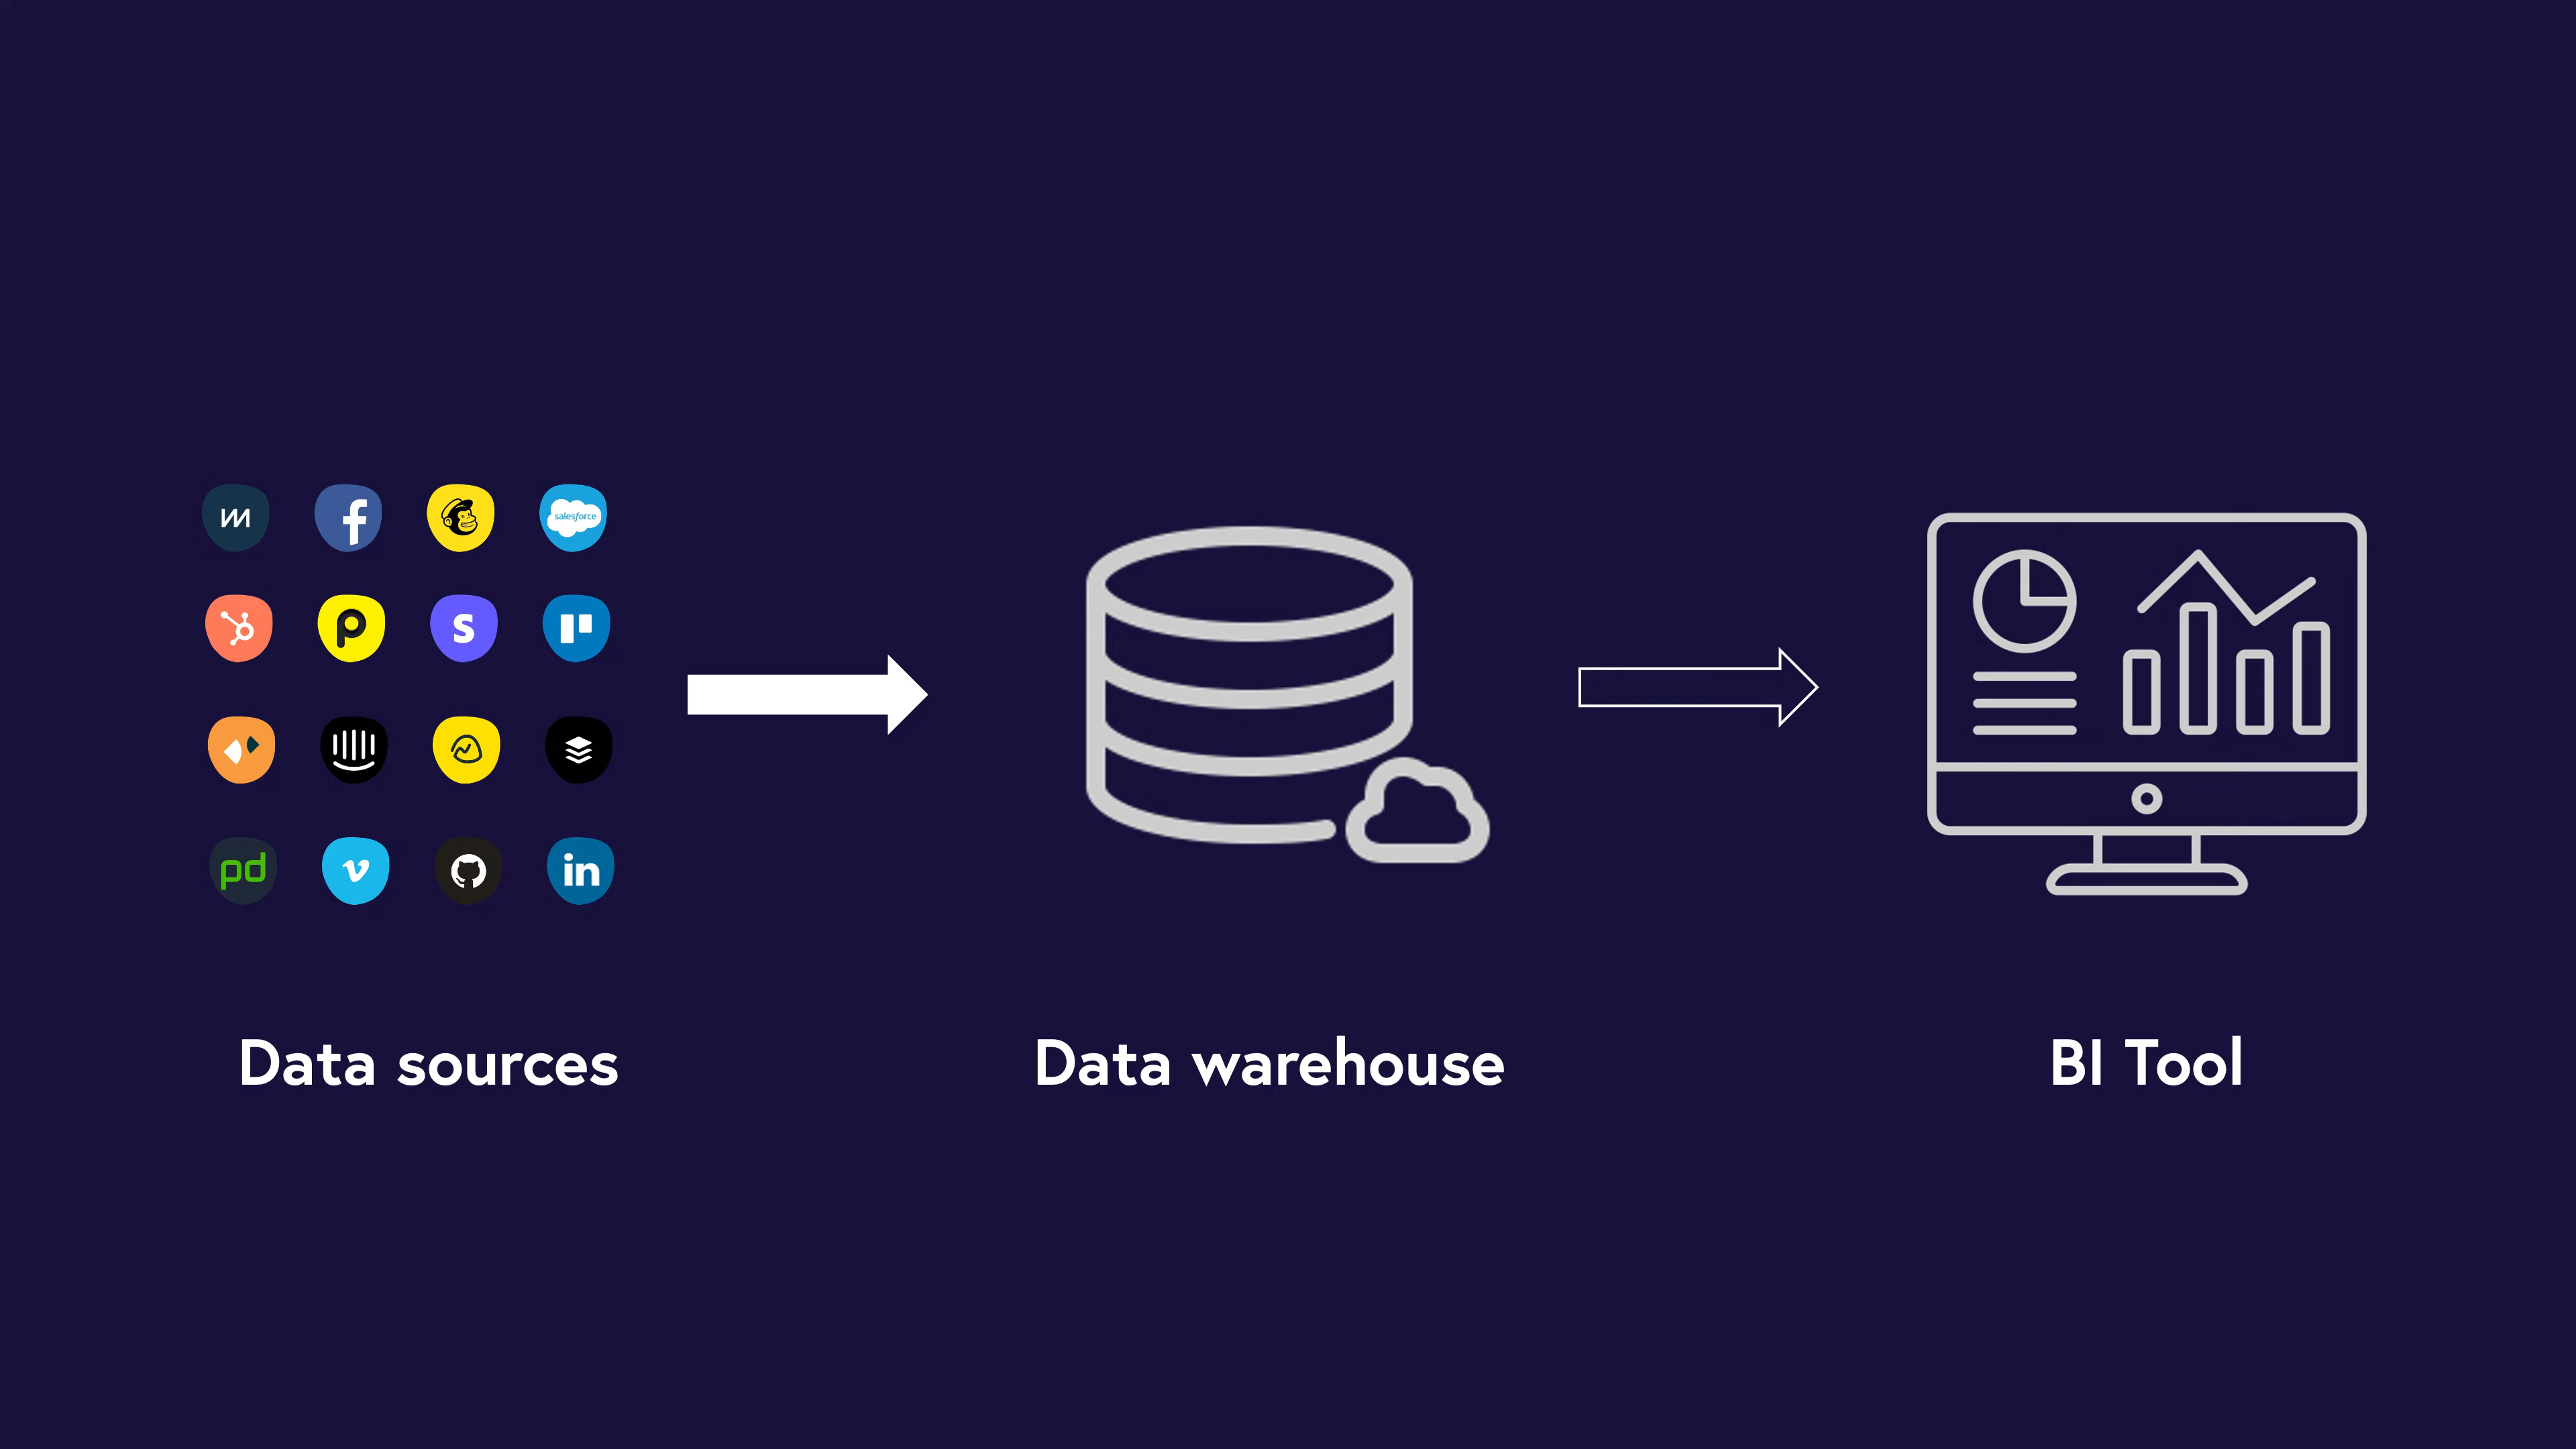 salesforce
S
pd
in
Data sources
Data warehouse
BI Tool